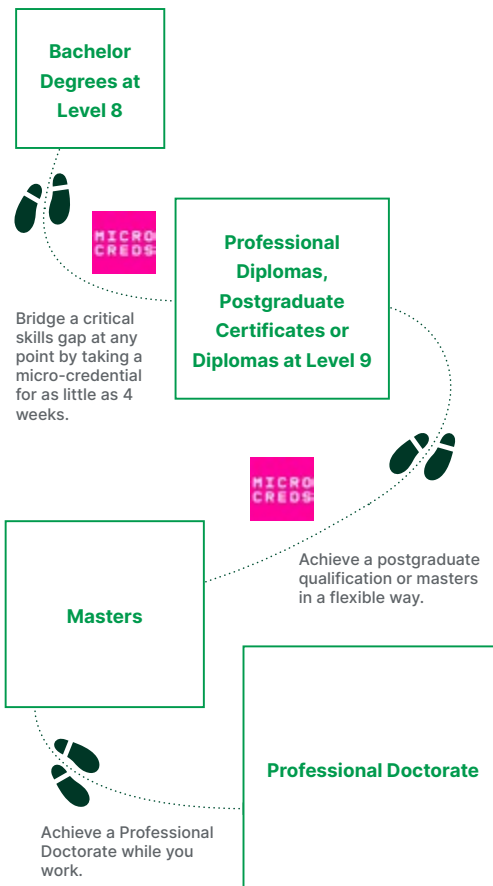 Bachelor
Degrees at
Level 8
MICRO
CREDS
Professional
Diplomas,
Postgraduate
Certificates or
Diplomas at Level 9
Bridge a critical
skills gap at any
point by taking a
micro-credential
for as little as 4
weeks.
MICRO
CREDS
Achieve a postgraduate
qualification or masters
in a flexible way.
Masters
Professional Doctorate
Achieve a Professional
Doctorate while you
work.